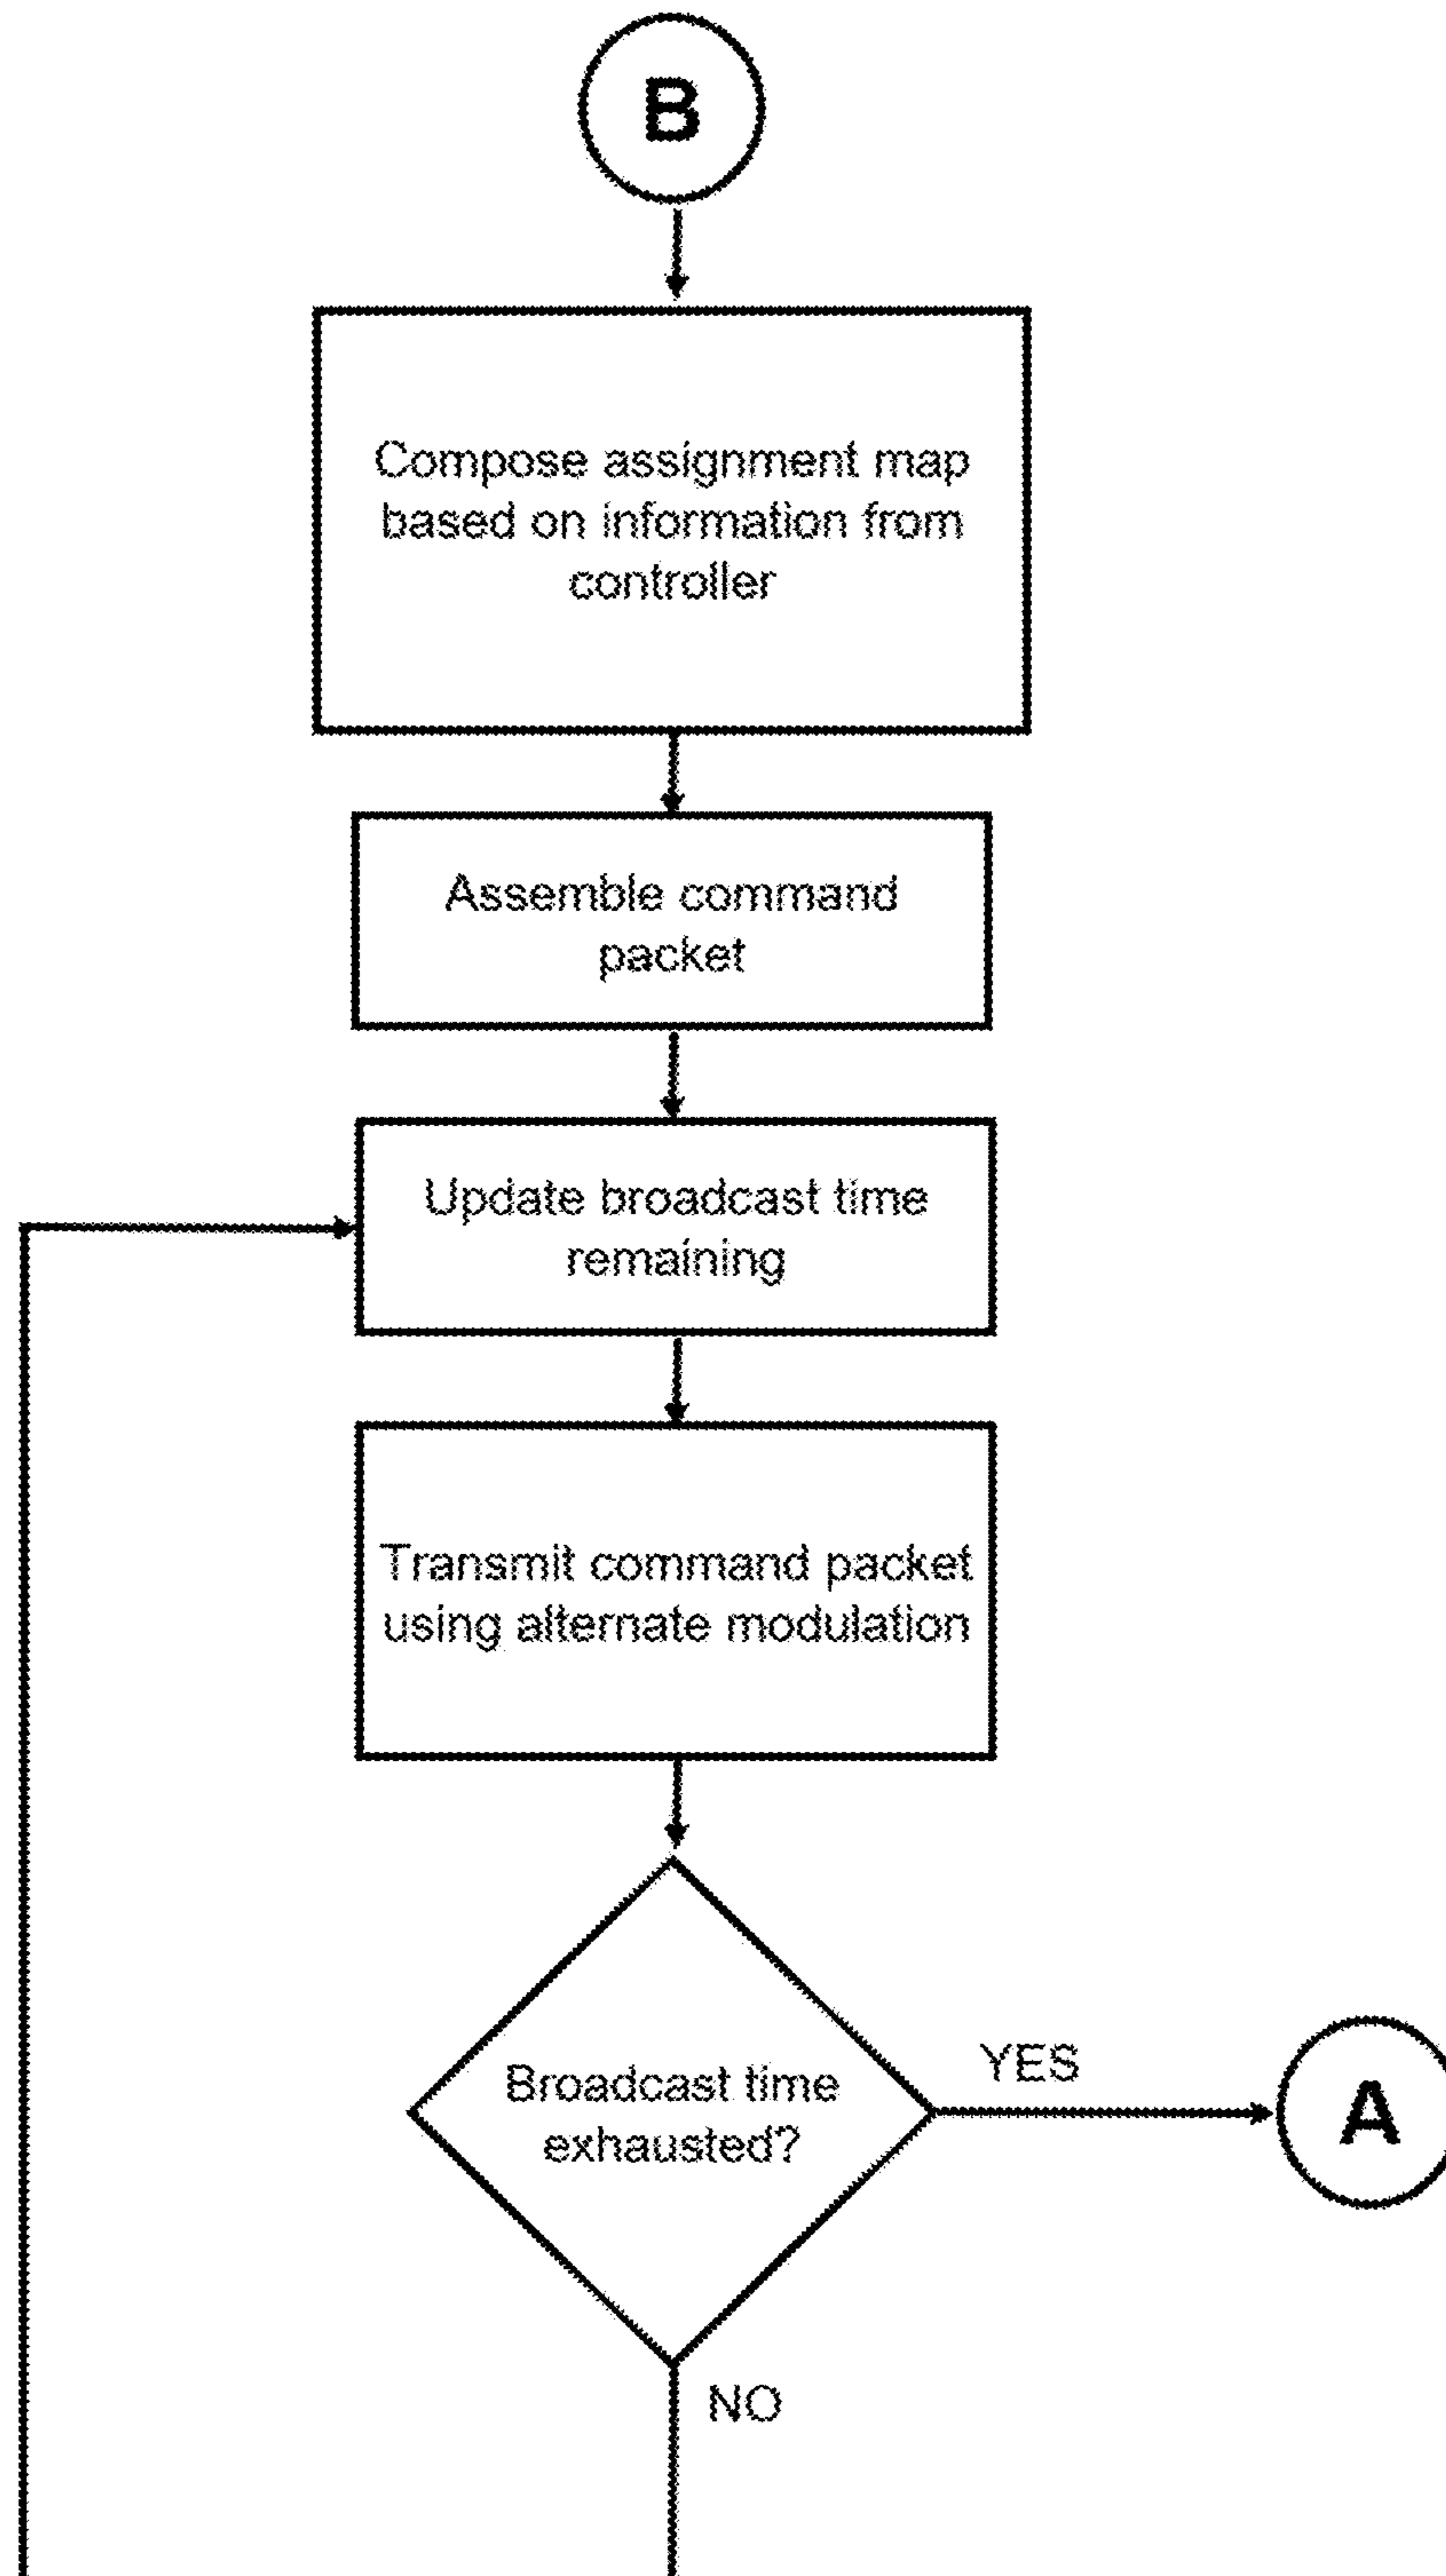 B
Compose assignment map
based on information from
controller
Assemble command
packet
Update broadcast time
remaining
Transmit command packet
using alternate modulation
Broadcast time
exhausted?
YES
A
NO